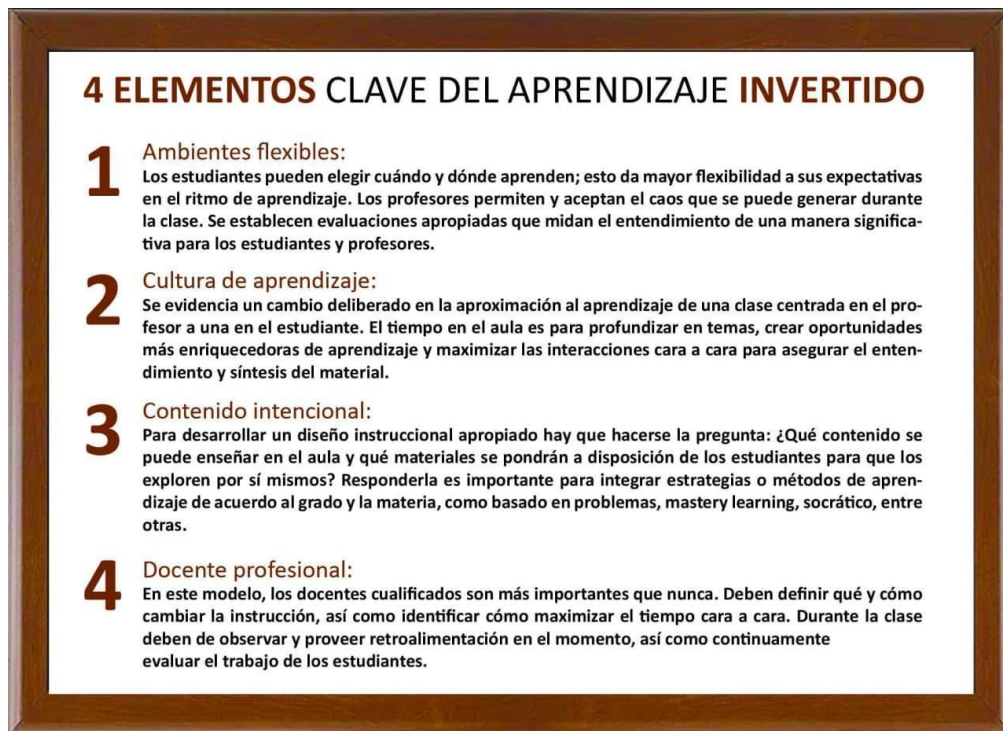 4 ELEMENTOS CLAVE DEL APRENDIZAJE INVERTIDO
1 Ambientes flexibles:
Los estudiantes pueden elegir cuándo y dónde aprenden; esto da mayor flexibilidad a sus expectativas
en el ritmo de aprendizaje. Los profesores permiten y aceptan el caos que se puede generar durante
la clase. Se establecen evaluaciones apropiadas que midan el entendimiento de una manera significa-
tiva para los estudiantes y profesores.
2 Cultura de aprendizaje:
Se evidencia un cambio deliberado en la aproximación al aprendizaje de una clase centrada en el pro-
fesor a una en el estudiante. El tiempo en el aula es para profundizar en temas, crear oportunidades
más enriquecedoras de aprendizaje y maximizar las interacciones cara a cara para asegurar el enten-
dimiento y síntesis del material.
3 Contenido intencional:
Para desarrollar un diseño instruccional apropiado hay que hacerse la pregunta: ¿Qué contenido se
puede enseñar en el aula y qué materiales se pondrán a disposición de los estudiantes para que los
exploren por sí mismos? Responderla es importante para integrar estrategias o métodos de apren-
dizaje de acuerdo al grado y la materia, como basado en problemas, mastery learning, socrático, entre
otras.
4 Docente profesional:
En este modelo, los docentes cualificados son más importantes que nunca. Deben definir qué y cómo
cambiar la instrucción, así como identificar cómo maximizar el tiempo cara a cara. Durante la clase
deben de observar y proveer retroalimentación en el momento, así como continuamente
evaluar el trabajo de los estudiantes.